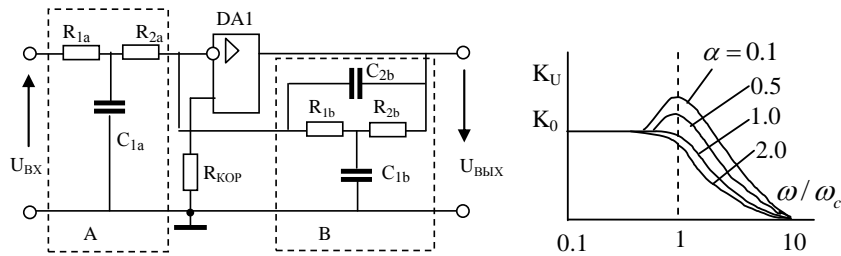 DA1
R1a R2a
C2b
R1b R2b
C1a
UВХ
RКОР
C1b
UВЫХ
A
B
KU
α = 0.1
0.5
K0
1.0
2.0
ω/ωc
0.1 1 10